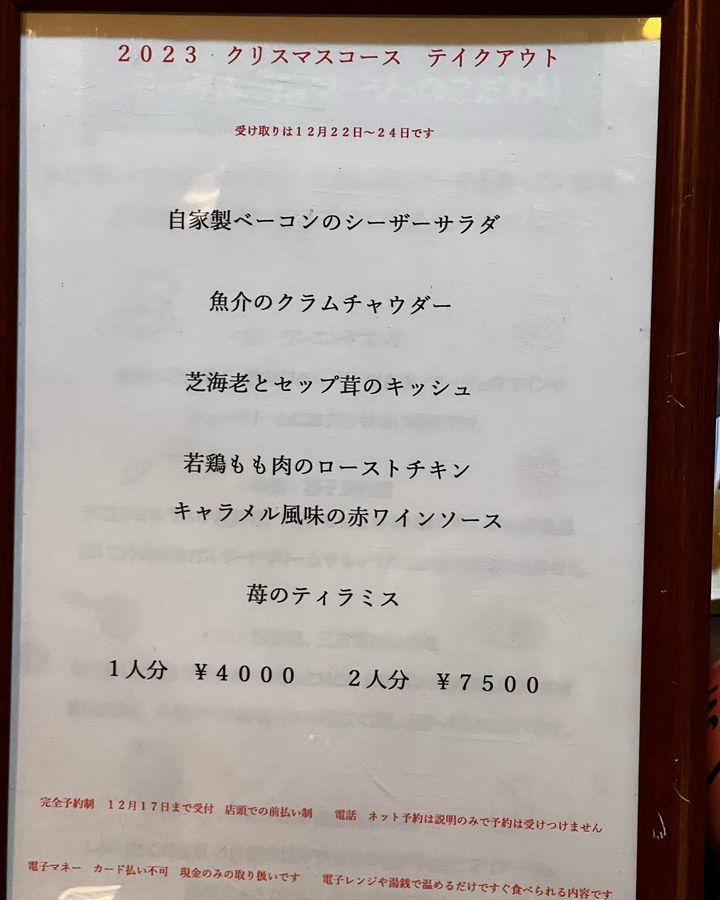 ２０２３　クリスマスコース　テイクアウト
受け取りは１２月２２日～２４日です
自家製ベーコンのシーザーサラダ
魚介のクラムチャウダー
芝海老とセップ茸のキッシュ
若鶏もも肉のローストチキン
キャラメル風味の赤ワインソース
苺のティラミス
１人分　￥４０００　　２人分　￥７５００
完全予約制　１２月１７日まで受付　店頭での前払い制　　電話　ネット予約は説明のみで予約は受けつけません
電子マネー　カード払い不可　現金のみの取り扱いです　　電子レンジや湯銭で温めるだけですぐ食べられる内容です